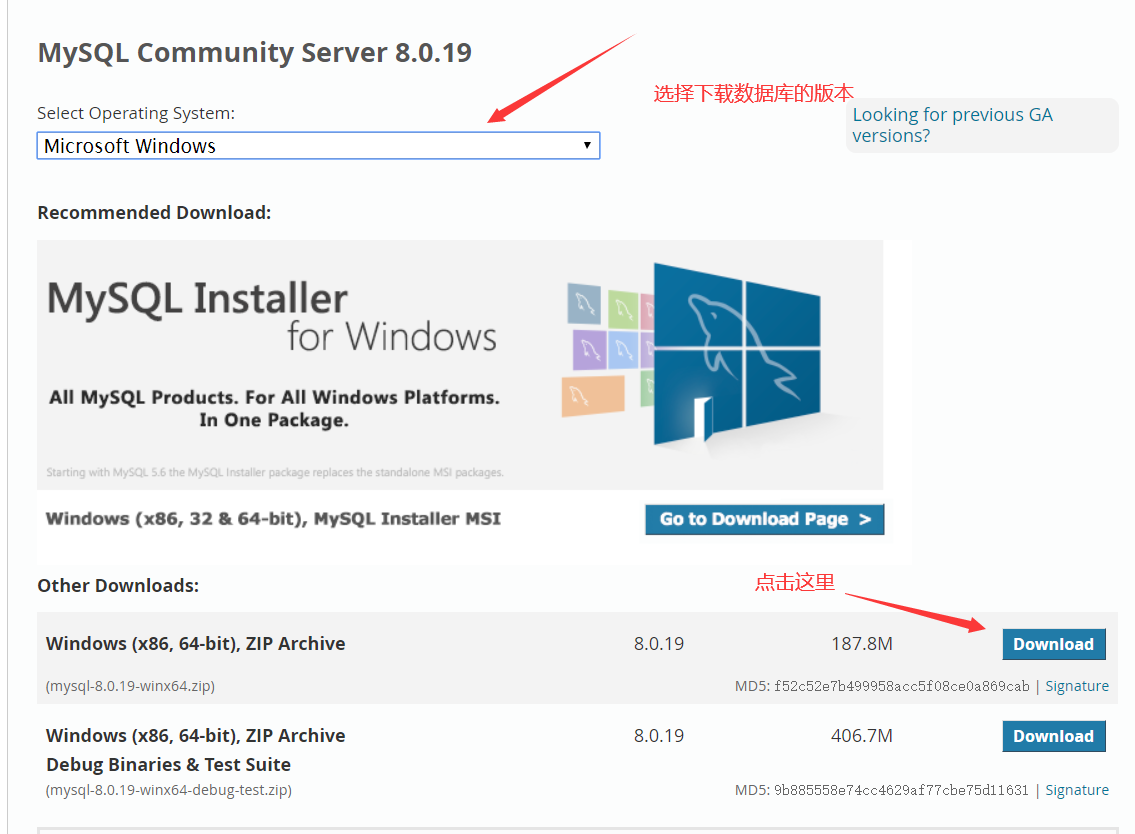 MySQL Community Server 8.0.19
选择下载数据库的版本
Select Operating System:
Looking for previous GA
versions?
Microsoft Windows
Recommended Download:
MySQL Installer
for Windows
All MySQL Products. For All Windows Platforms.
In One Package.
Starting with MySQL 5.6 the MySQL Installer package replaces the standalone MSI packages.
Windows (x86, 32 & 64-bit), MySQL Installer MSI
Go to Download Page >
Other Downloads:
点击这里
Windows (x86, 64-bit), ZIP Archive 8.0.19 187.8M Download
(mysql-8.0.19-winx64.zip) MD5: f52c52e7b499958acc5f08ce0a869cab | Signature
Windows (x86, 64-bit), ZIP Archive 8.0.19 406.7M Download
Debug Binaries & Test Suite
(mysql-8.0.19-winx64-debug-test.zip) MD5: 9b885558e74cc4629af77cbe75d11631 | Signature